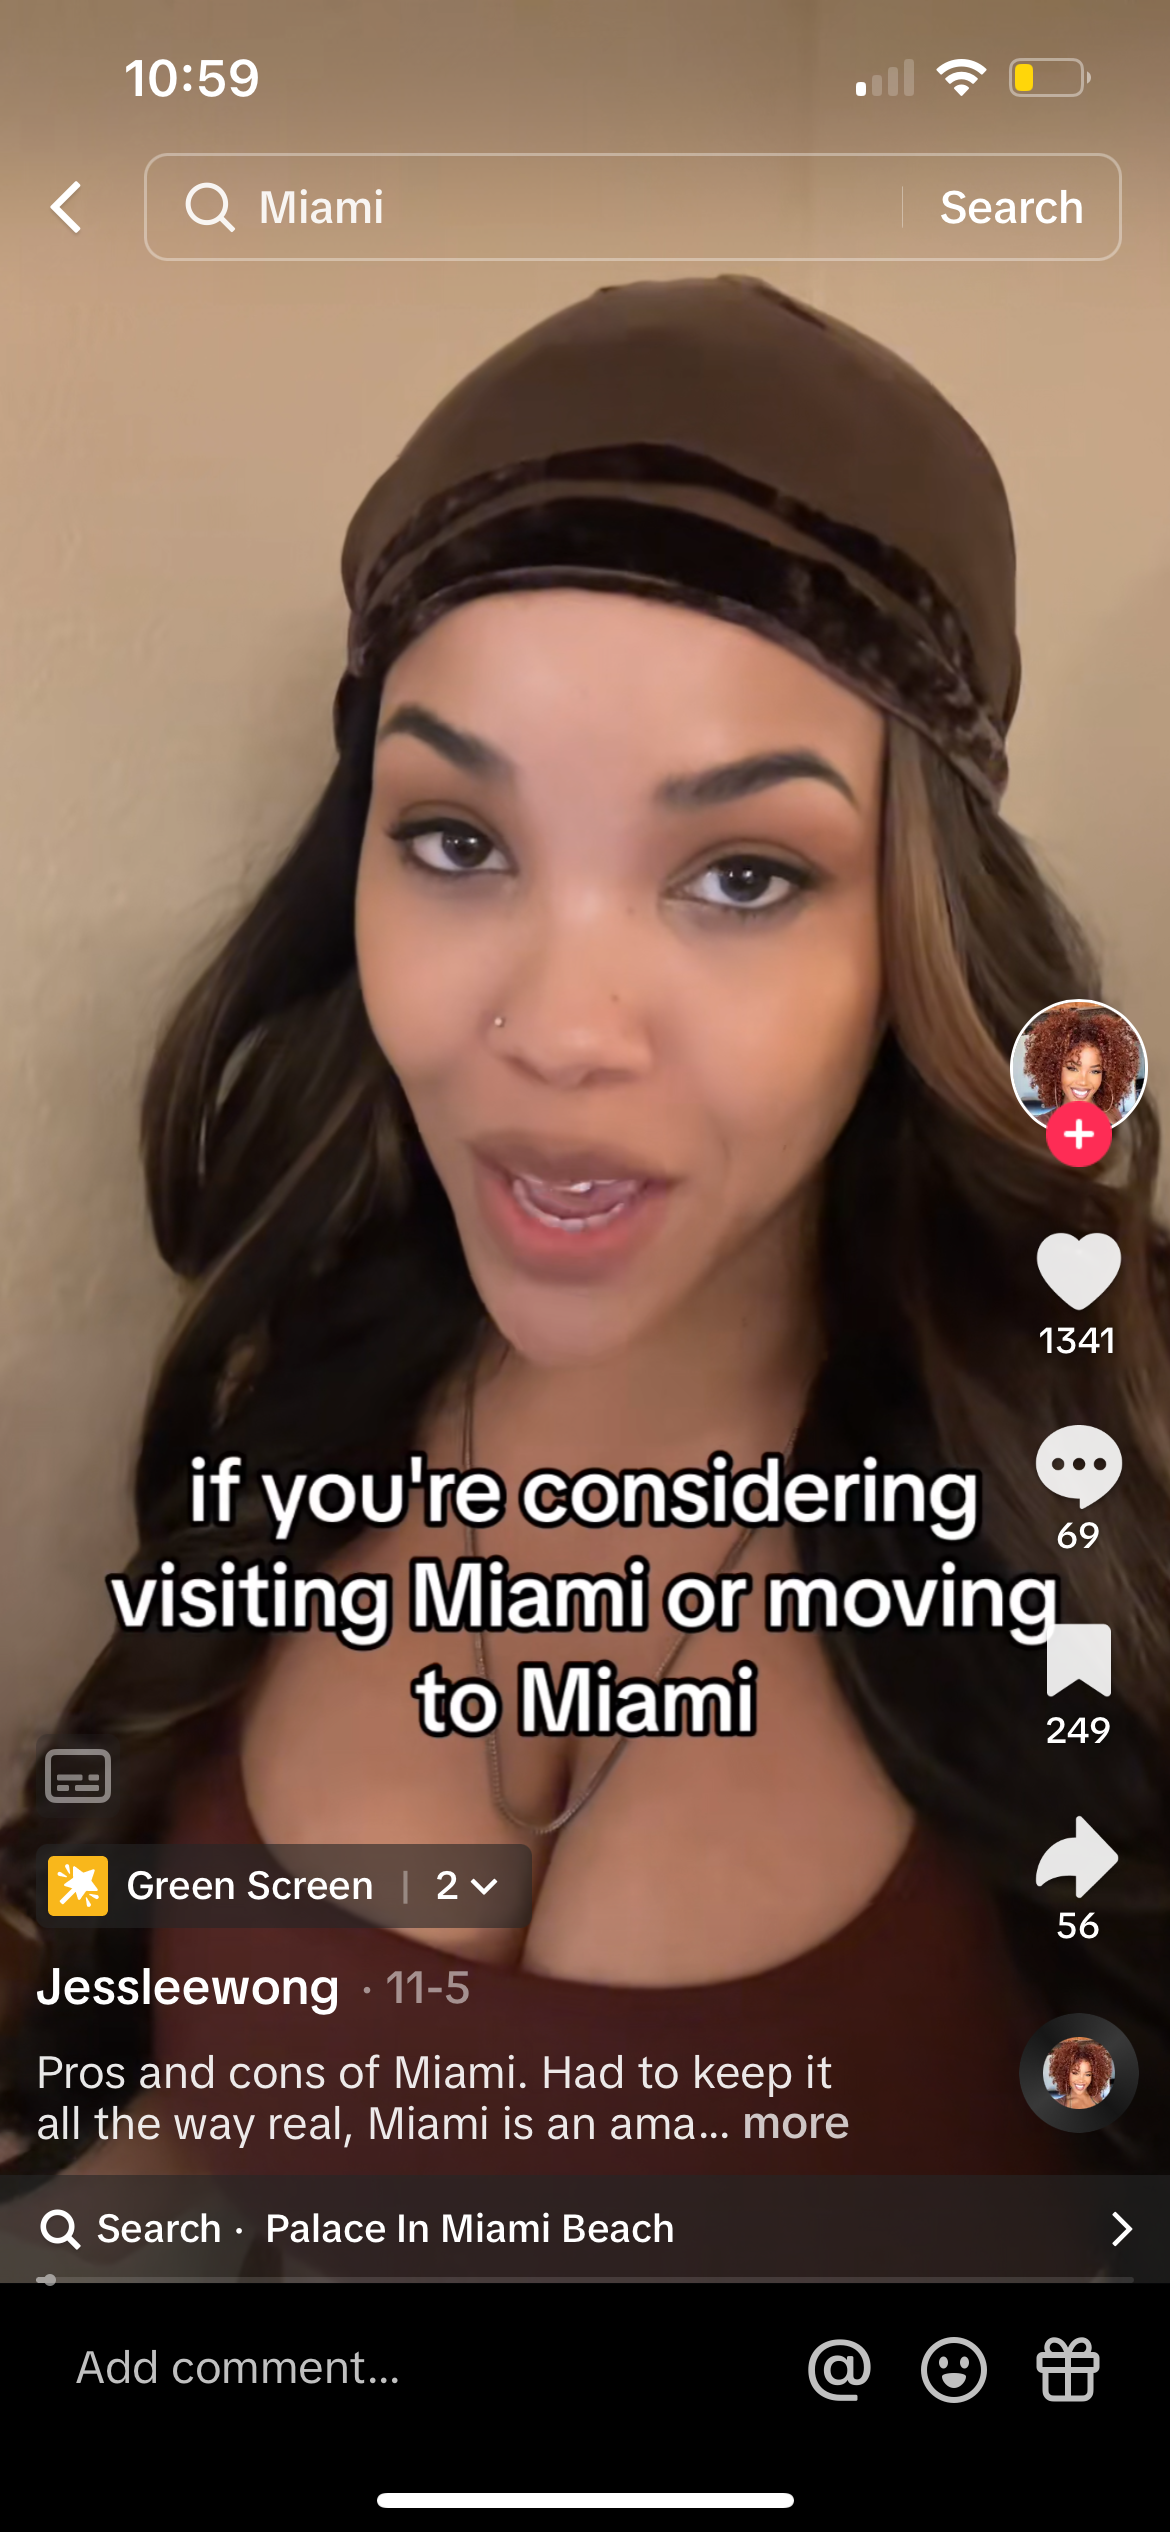 10:59
Miami
Search
if you're considering
visiting Miami or moving
to Miami
1341
69
249
56
Green Screen | 2
Jessleewong · 11-5
Pros and cons of Miami. Had to keep it
all the way real, Miami is an ama... more
Search · Palace In Miami Beach
Add comment...